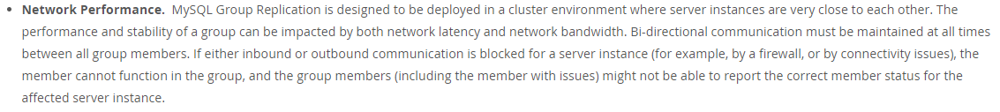 • Network Performance. MySQL Group Replication is designed to be deployed in a cluster environment where server instances are very close to each other. The
performance and stability of a group can be impacted by both network latency and network bandwidth. Bi-directional communication must be maintained at all times
between all group members. If either inbound or outbound communication is blocked for a server instance (for example, by a firewall, or by connectivity issues), the
member cannot function in the group, and the group members (including the member with issues) might not be able to report the correct member status for the
affected server instance.